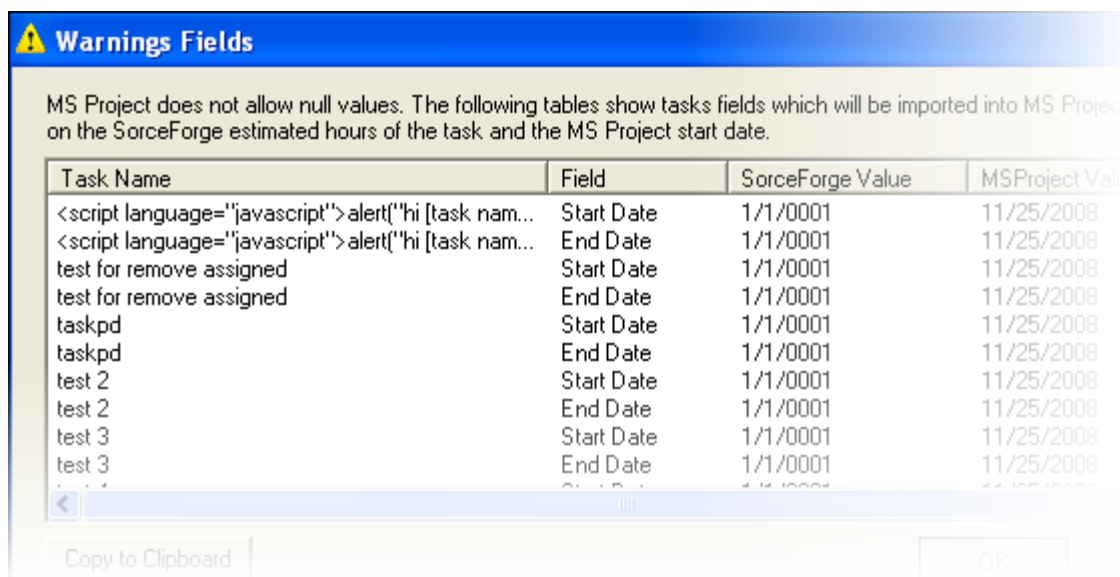 Warnings Fields
MS Project does not allow null values. The following tables show tasks fields which will be imported into MS
on the SorceForge estimated hours of the task and the MS Project start date.
Task Name Field SorceForge Value MSProject
<script language="javascript">alert("hi [task nam... Start Date 1/1/0001 11/25/2008
<script language="javascript">alert("hi [task nam... End Date 1/1/0001 11/25/2008
test for remove assigned Start Date 1/1/0001 11/25/2008
test for remove assigned End Date 1/1/0001 11/25/2008
taskpd Start Date 1/1/0001 11/25/2008
taskpd End Date 1/1/0001 11/25/2008
test 2 Start Date 1/1/0001 11/25/2008
test 2 End Date 1/1/0001 11/25/2008
test 3 Start Date 1/1/0001 11/25/2008
test 3 End Date 1/1/0001 11/25/2008
Copy to Clipboard OK